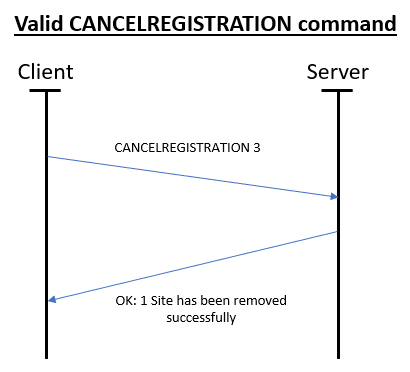 Valid CANCELREGISTRATION command
Client
Server
CANCELREGISTRATION 3
OK: 1 Site has been removed
successfully